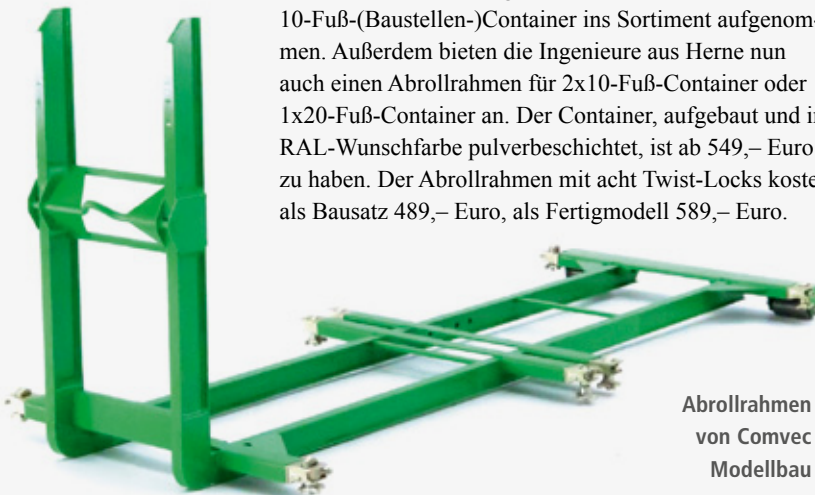 10-Fuß-(Baustellen-)Container ins Sortiment aufgenom-
men. Außerdem bieten die Ingenieure aus Herne nun
auch einen Abrollrahmen für 2x10-Fuß-Container oder
1x20-Fuß-Container an. Der Container, aufgebaut und
RAL-Wunschfarbe pulverbeschichtet, ist ab 549,– Euro
zu haben. Der Abrollrahmen mit acht Twist-Locks
als Bausatz 489,– Euro, als Fertigmodell 589,– Euro.
Abrollrahmen
von Comvec
Modellbau